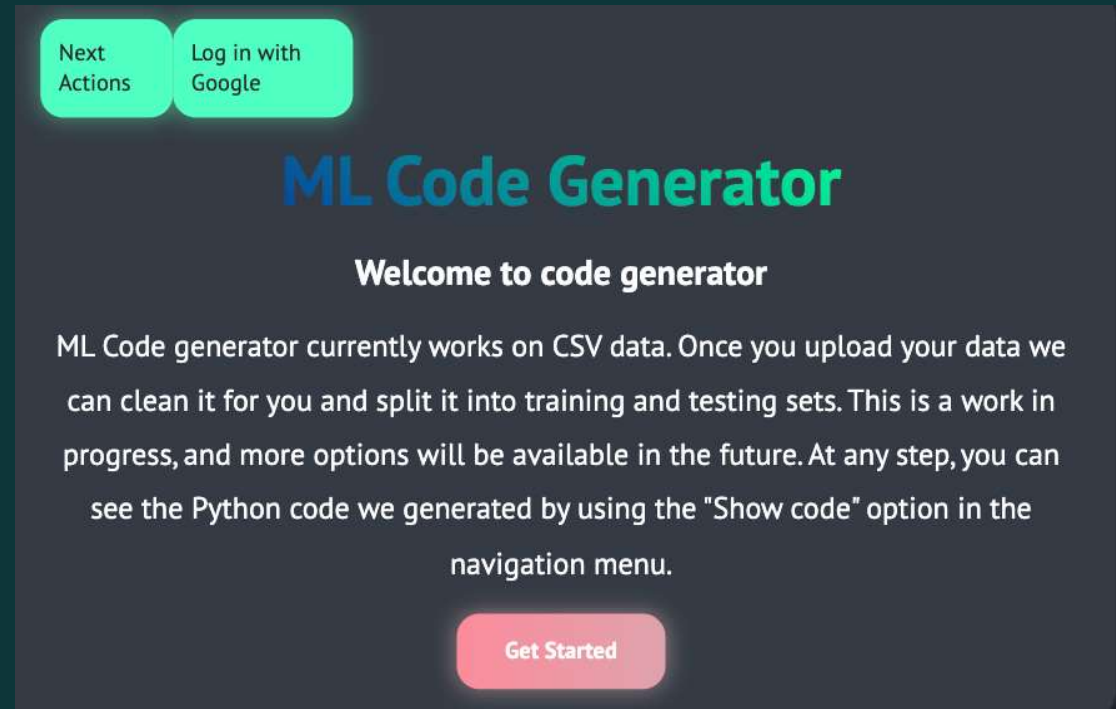 Next
Actions
Log in with
Google
ML Code Generator
Welcome to code generator
ML Code generator currently works on CSV data. Once you upload your data we
can clean it for you and split it into training and testing sets. This is a work in
progress, and more options will be available in the future. At any step, you can
see the Python code we generated by using the "Show code" option in the
navigation menu.
Get Started